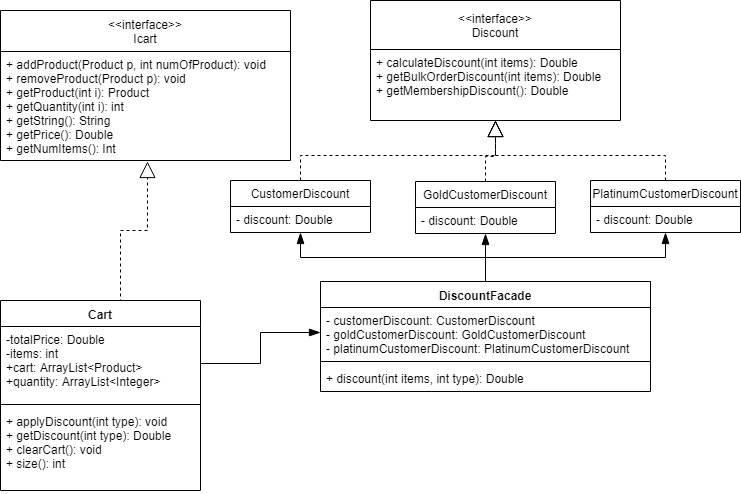 <<interface>>
Icart
+ addProduct(Product p, int numOfProduct): void
+ removeProduct(Product p): void
+ getProduct(int i): Product
+ getQuantity(int i): int
+ getString(): String
+ getPrice(): Double
+ getNumItems(): Int
<<interface>>
Discount
+ calculateDiscount(int items): Double
+ getBulkOrderDiscount(int items): Double
+ getMembershipDiscount(): Double
CustomerDiscount
- discount: Double
GoldCustomerDiscount
- discount: Double
PlatinumCustomerDiscount
- discount: Double
Cart
-totalPrice: Double
-items: int
+cart: ArrayList<Product>
+quantity: ArrayList<Integer>
+ applyDiscount(int type): void
+ getDiscount(int type): Double
+ clearCart(): void
+ size(): int
DiscountFacade
- customerDiscount: CustomerDiscount
- goldCustomerDiscount: GoldCustomerDiscount
- platinumCustomerDiscount: PlatinumCustomerDiscount
+ discount(int items, int type): Double